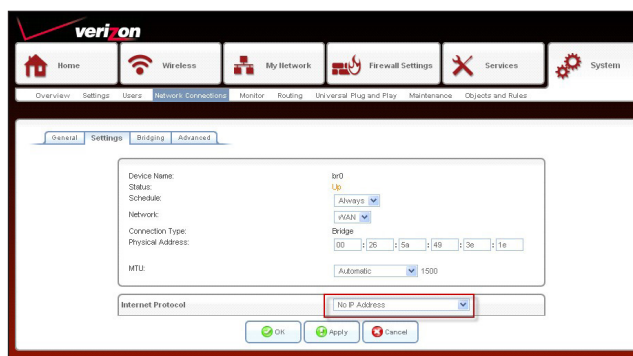 verizon
Home Wireless My Network Firewall Settings Services System
Overview Settings Users Network Connections Monitor Routing Universal Plug and Play Maintenance Objects and Rules
General Settings Bridging Advanced
Device Name: br0
Status: Up
Schedule: Always
Network: WAN
Connection Type: Bridge
Physical Address: 00 : 26 : 5a : 49 : 3e : 1e
MTU: Automatic 1500
Internet Protocol No IP Address
OK Apply Cancel